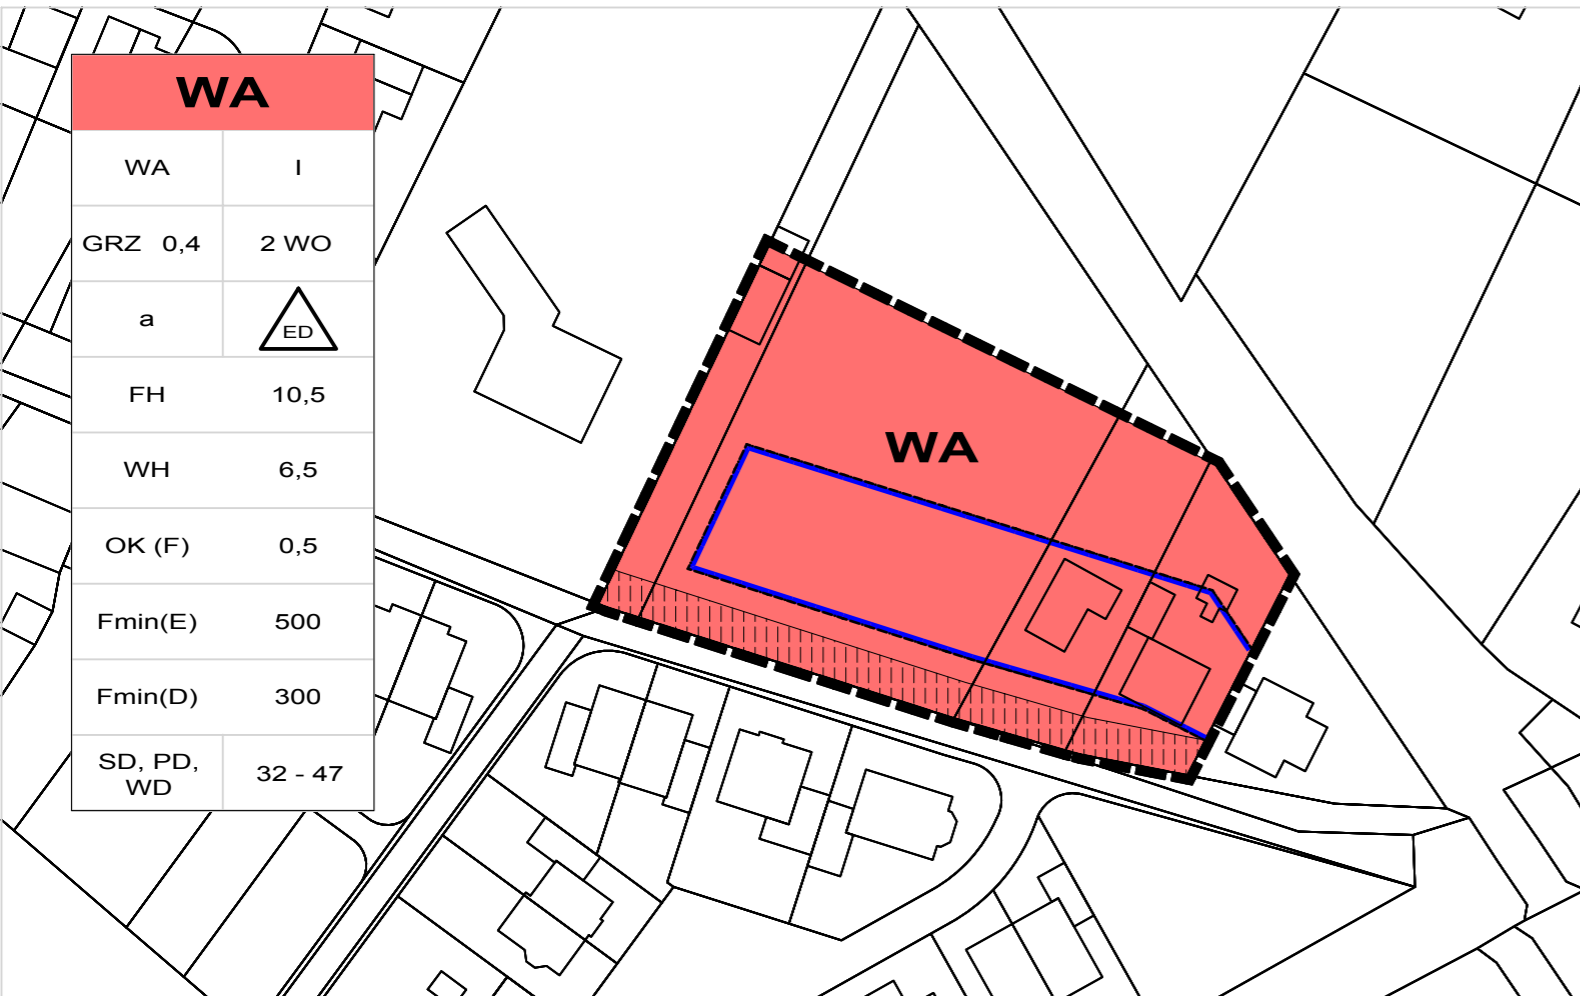 WA
WA I
GRZ 0,4 2 WO
a ED
FH 10,5
WH 6,5
OK (F) 0,5
Fmin(E) 500
Fmin(D) 300
SD, PD,
WD 32 - 47
WA